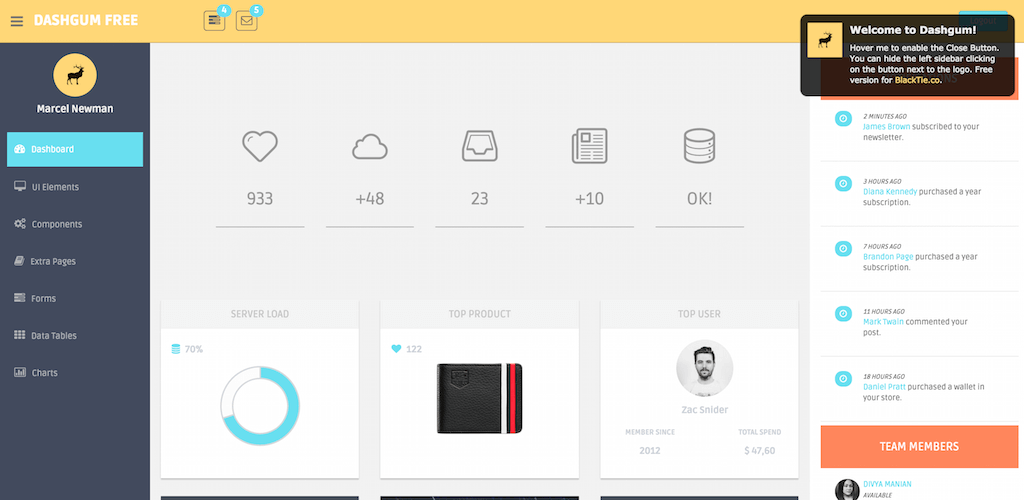 DASHGUM FREE
4
5
Marcel Newman
Dashboard
UI Elements
Components
Extra Pages
Forms
Data Tables
Charts
933
+48
23
+10
OK!
SERVER LOAD
70%
TOP PRODUCT
122
TOP USER
Zac Snider
MEMBER SINCE
2012
TOTAL SPEND
$ 47,60
Welcome to Dashgum!
Hover me to enable the Close Button.
You can hide the left sidebar clicking
on the button next to the logo. Free
version for BlackTie.co.
2 MINUTES AGO
James Brown subscribed to your
newsletter.
3 HOURS AGO
Diana Kennedy purchased a year
subscription.
7 HOURS AGO
Brandon Page purchased a year
subscription.
11 HOURS AGO
Mark Twain commented your
post.
18 HOURS AGO
Daniel Pratt purchased a wallet in
your store.
TEAM MEMBERS
DIVYA MANIAN
AVAILABLE